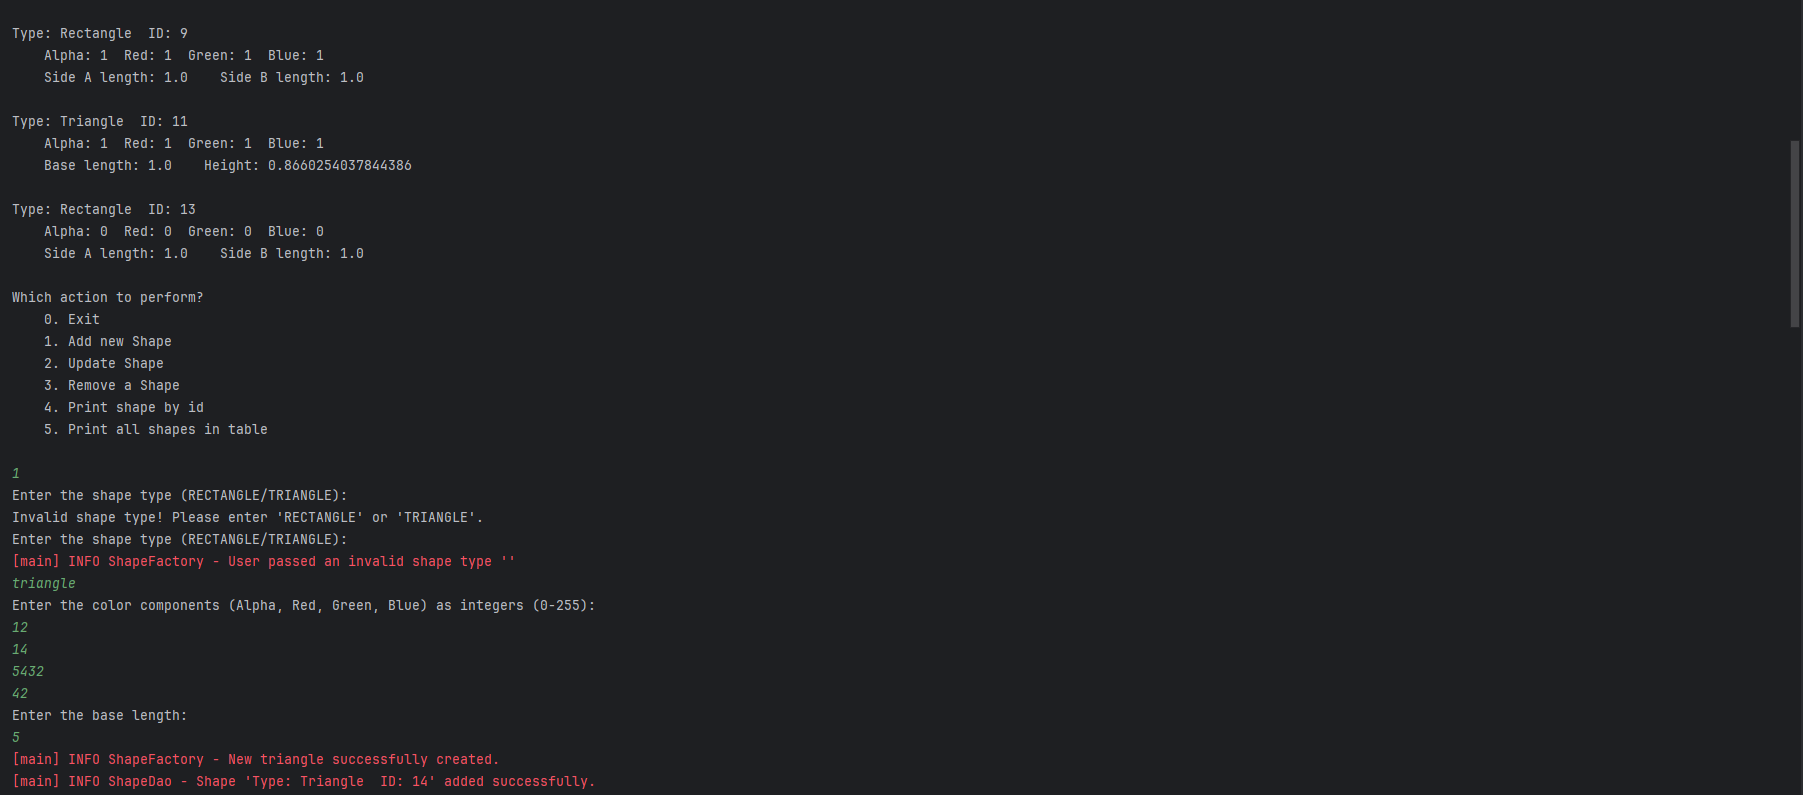 Type: Rectangle  ID: 9
    Alpha: 1  Red: 1  Green: 1  Blue: 1
    Side A length: 1.0    Side B length: 1.0

Type: Triangle  ID: 11
    Alpha: 1  Red: 1  Green: 1  Blue: 1
    Base length: 1.0    Height: 0.8660254037844386

Type: Rectangle  ID: 13
    Alpha: 0  Red: 0  Green: 0  Blue: 0
    Side A length: 1.0    Side B length: 1.0

Which action to perform?
    0. Exit
    1. Add new Shape
    2. Update Shape
    3. Remove a Shape
    4. Print shape by id
    5. Print all shapes in table

1
Enter the shape type (RECTANGLE/TRIANGLE):
Invalid shape type! Please enter 'RECTANGLE' or 'TRIANGLE'.
Enter the shape type (RECTANGLE/TRIANGLE):
[main] INFO ShapeFactory - User passed an invalid shape type ''
triangle
Enter the color components (Alpha, Red, Green, Blue) as integers (0-255):
12
14
5432
42
Enter the base length:
5
[main] INFO ShapeFactory - New triangle successfully created.
[main] INFO ShapeDao - Shape 'Type: Triangle  ID: 14' added successfully.